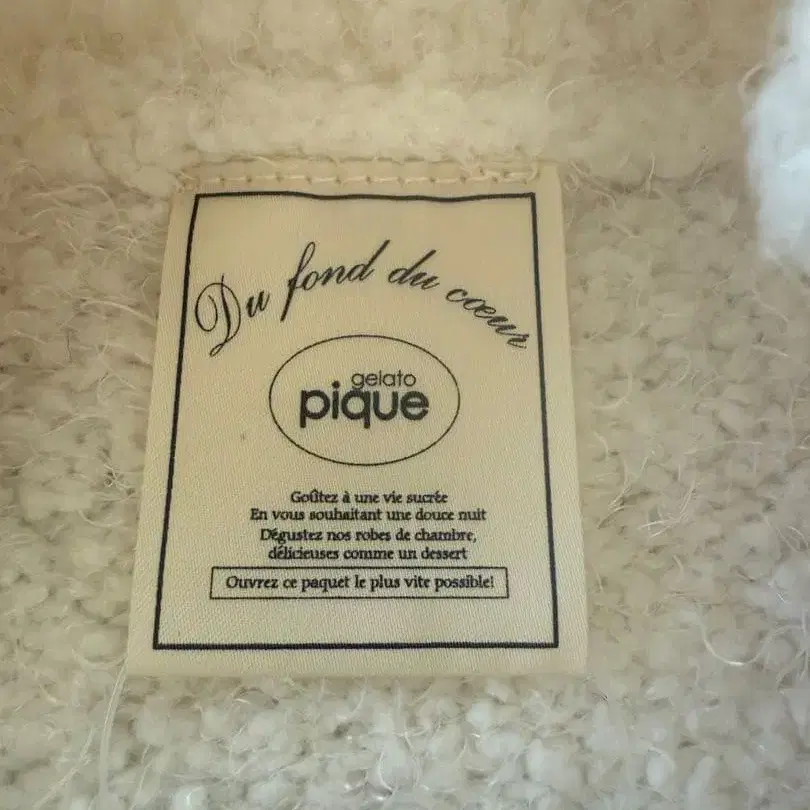 Du fond du cœur
gelato
pique
Goûtez à une vie sucrée
En vous souhaitant une douce nuit
Dégustez nos robes de chambre,
délicieuses comme un dessert
Ouvrez ce paquet le plus vite possible!